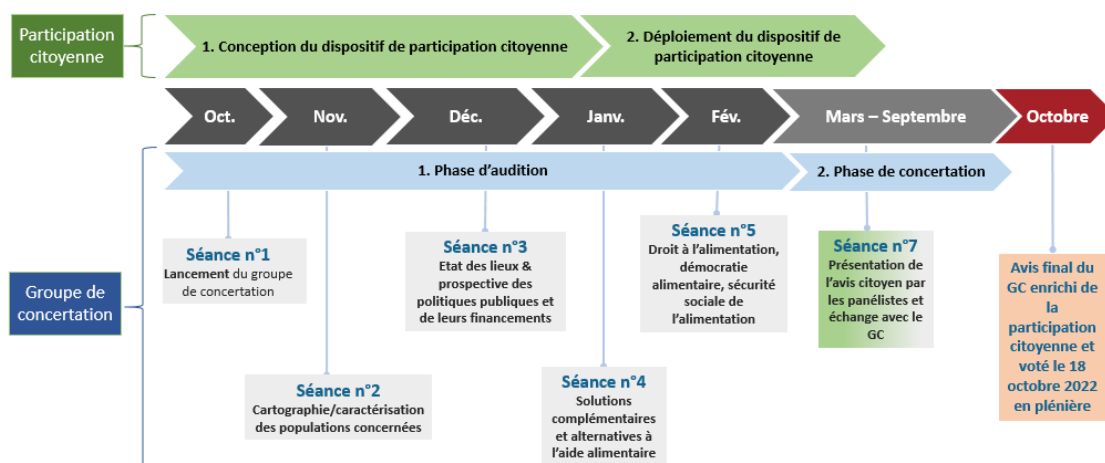 Participation
citoyenne
1. Conception du dispositif de participation citoyenne
2. Déploiement du dispositif de
participation citoyenne
Oct.
Nov.
Déc.
Janv.
Fév.
Mars – Septembre
Octobre
1. Phase d'audition
2. Phase de concertation
Groupe de
concertation
Séance n°1
Lancement du groupe
de concertation
Séance n°2
Cartographie/caractérisation
des populations concernées
Séance n°3
Etat des lieux &
prospective des
politiques publiques et
de leurs financements
Séance n°4
Solutions
complémentaires
et alternatives à
l'aide alimentaire
Séance n°5
Droit à l'alimentation,
démocratie
alimentaire, sécurité
sociale de
l'alimentation
Séance n°7
Présentation de
l'avis citoyen par
les panélistes et
échange avec le
GC
Avis final du
GC enrichi de
la
participation
citoyenne et
voté le 18
octobre 2022
en plénière